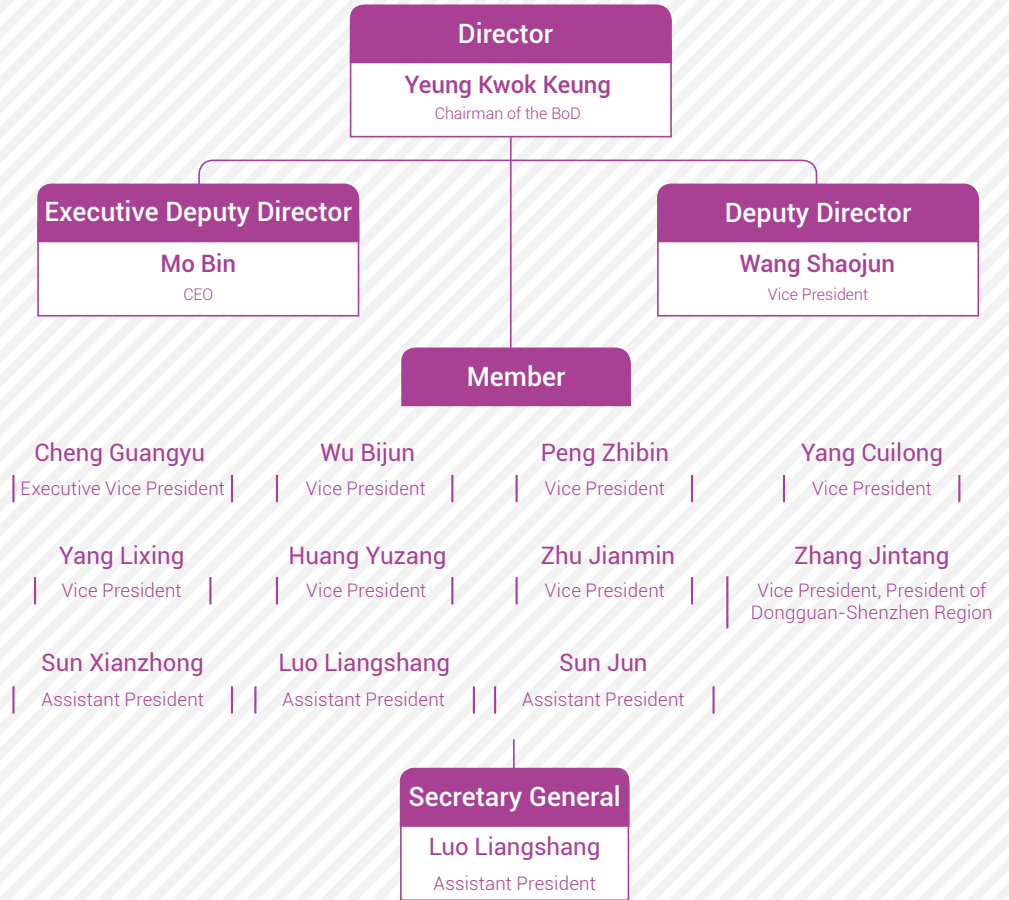 Director
Yeung Kwok Keung
Chairman of the BoD
Executive Deputy Director
Mo Bin
CEO
Deputy Director
Wang Shaojun
Vice President
Member
Cheng Guangyu
Executive Vice President
Wu Bijun
Vice President
Peng Zhibin
Vice President
Yang Cuilong
Vice President
Yang Lixing
Vice President
Huang Yuzang
Vice President
Zhu Jianmin
Vice President
Zhang Jintang
Vice President, President of
Dongguan-Shenzhen Region
Sun Xianzhong
Assistant President
Luo Liangshang
Assistant President
Sun Jun
Assistant President
Secretary General
Luo Liangshang
Assistant President